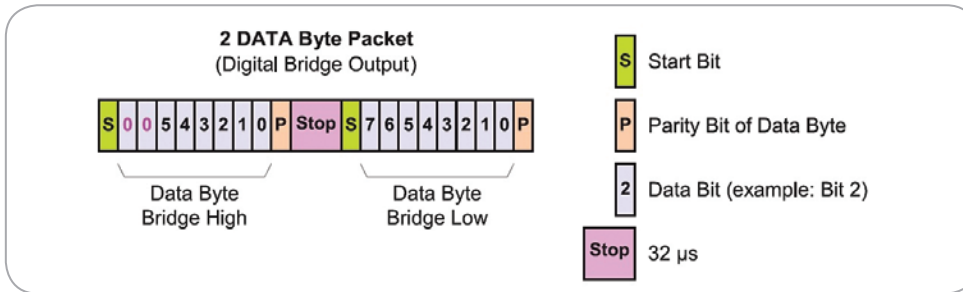 2 DATA Byte Packet
(Digital Bridge Output)
S 0 0 5 4 3 2 1 0 P Stop S 7 6 5 4 3 2 1 0 P
Data Byte
Bridge High
Data Byte
Bridge Low
S Start Bit
P Parity Bit of Data Byte
2 Data Bit (example: Bit 2)
Stop 32 µs